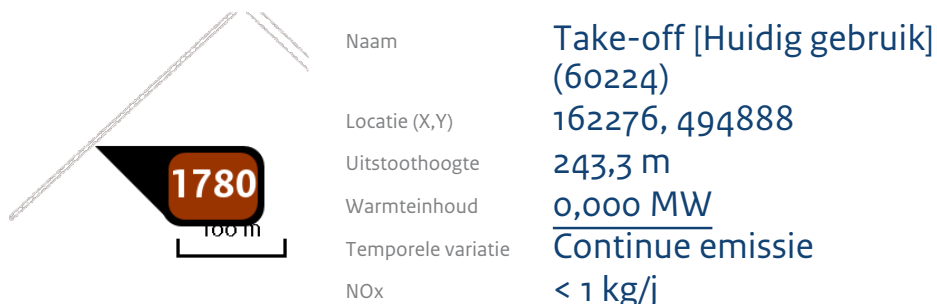 1780
100 m
Naam Take-off [Huidig gebruik]
(60224)
Locatie (X,Y) 162276, 494888
Uitstoothoogte 243,3 m
Warmteinhoud 0,000 MW
Temporele variatie Continue emissie
NOx < 1 kg/j